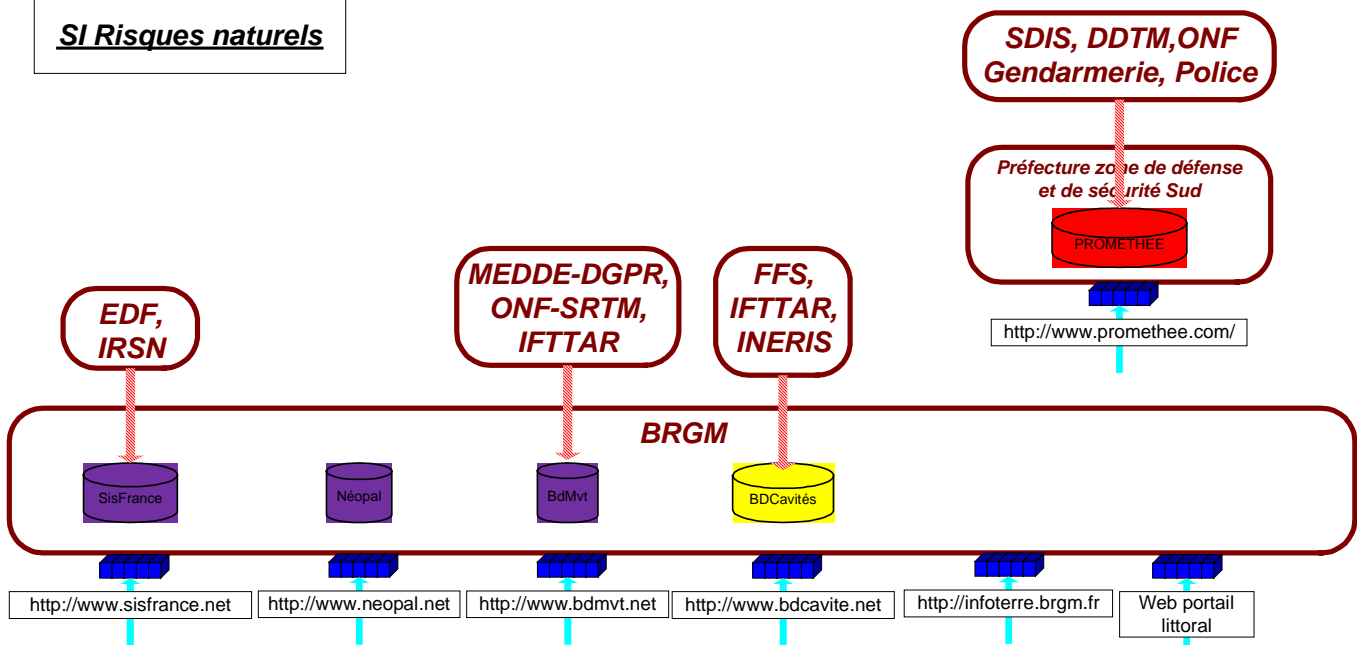 SI Risques naturels
SDIS, DDTM,ONF
Gendarmerie, Police
Préfecture zone de défense
et de sécurité Sud
PROMETHEE
http://www.promethee.com/
EDF,
IRSN
MEDDE-DGPR,
ONF-SRTM,
IFTTAR
FFS,
IFTTAR,
INERIS
BRGM
SisFrance
Néopal
BdMvt
BDCavités
http://www.sisfrance.net
http://www.neopal.net
http://www.bdmvt.net
http://www.bdcavite.net
http://infoterre.brgm.fr
Web portail
littoral